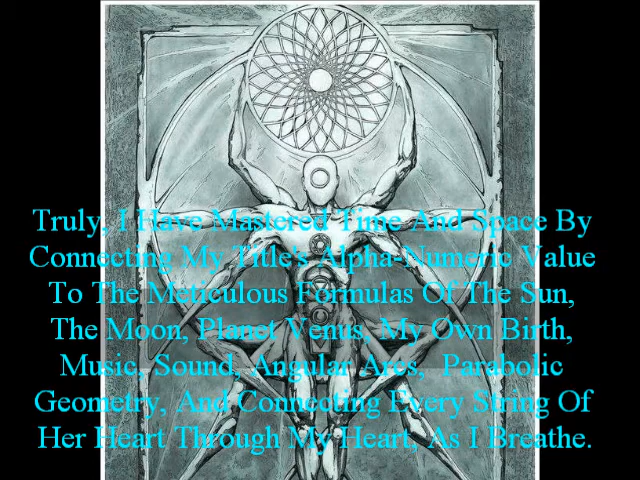 Truly, I Have Mastered Time And Space By
Connecting My Title's Alpha-Numeric Value
To The Meticulous Formulas Of The Sun,
The Moon, Planet Venus, My Own Birth,
Music, Sound, Angular Arcs, Parabolic
Geometry, And Connecting Every String Of
Her Heart Through My Heart, As I Breathe.